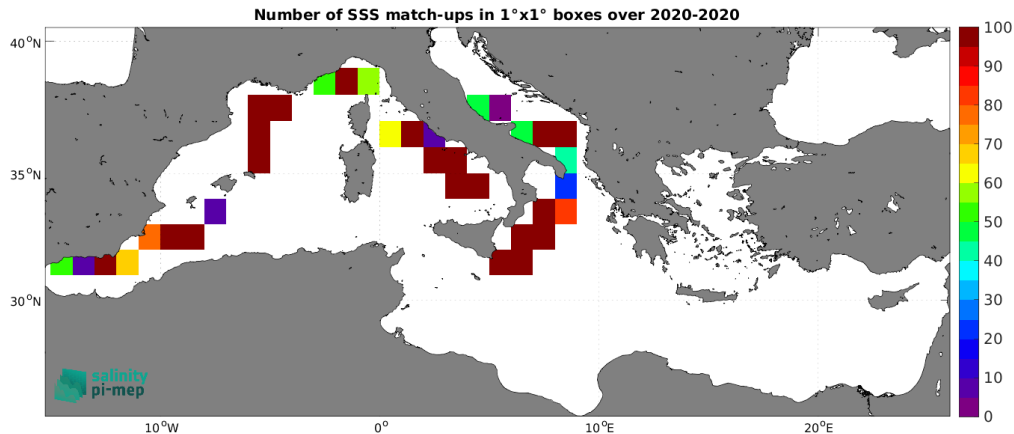 Number of SSS match-ups in 1°x1° boxes over 2020-2020
40°N
35°N
30°N
10°W
0°
10°E
20°E
100
90
80
70
60
50
40
30
20
10
0
salinity
pi-mep